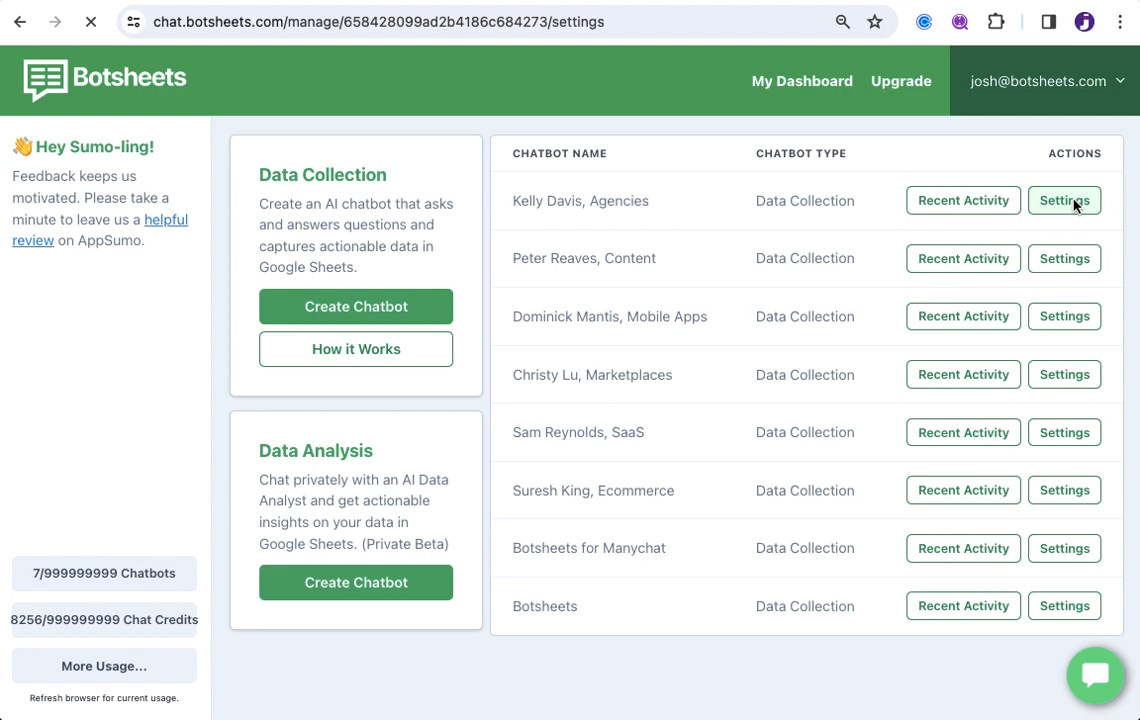 chat.botsheets.com/manage/658428099ad2b4186c684273/settings
Botsheets
My Dashboard
Upgrade
josh@botsheets.com
Hey Sumo-ling!
Feedback keeps us
motivated. Please take a
minute to leave us a helpful
review on AppSumo.
7/999999999 Chatbots
8256/999999999 Chat Credits
More Usage...
Refresh browser for current usage.
Data Collection
Create an AI chatbot that asks
and answers questions and
captures actionable data in
Google Sheets.
Create Chatbot
How it Works
Data Analysis
Chat privately with an AI Data
Analyst and get actionable
insights on your data in
Google Sheets. (Private Beta)
Create Chatbot
CHATBOT NAME CHATBOT TYPE ACTIONS
Kelly Davis, Agencies Data Collection Recent Activity Settings
Peter Reaves, Content Data Collection Recent Activity Settings
Dominick Mantis, Mobile Apps Data Collection Recent Activity Settings
Christy Lu, Marketplaces Data Collection Recent Activity Settings
Sam Reynolds, SaaS Data Collection Recent Activity Settings
Suresh King, Ecommerce Data Collection Recent Activity Settings
Botsheets for Manychat Data Collection Recent Activity Settings
Botsheets Data Collection Recent Activity Settings